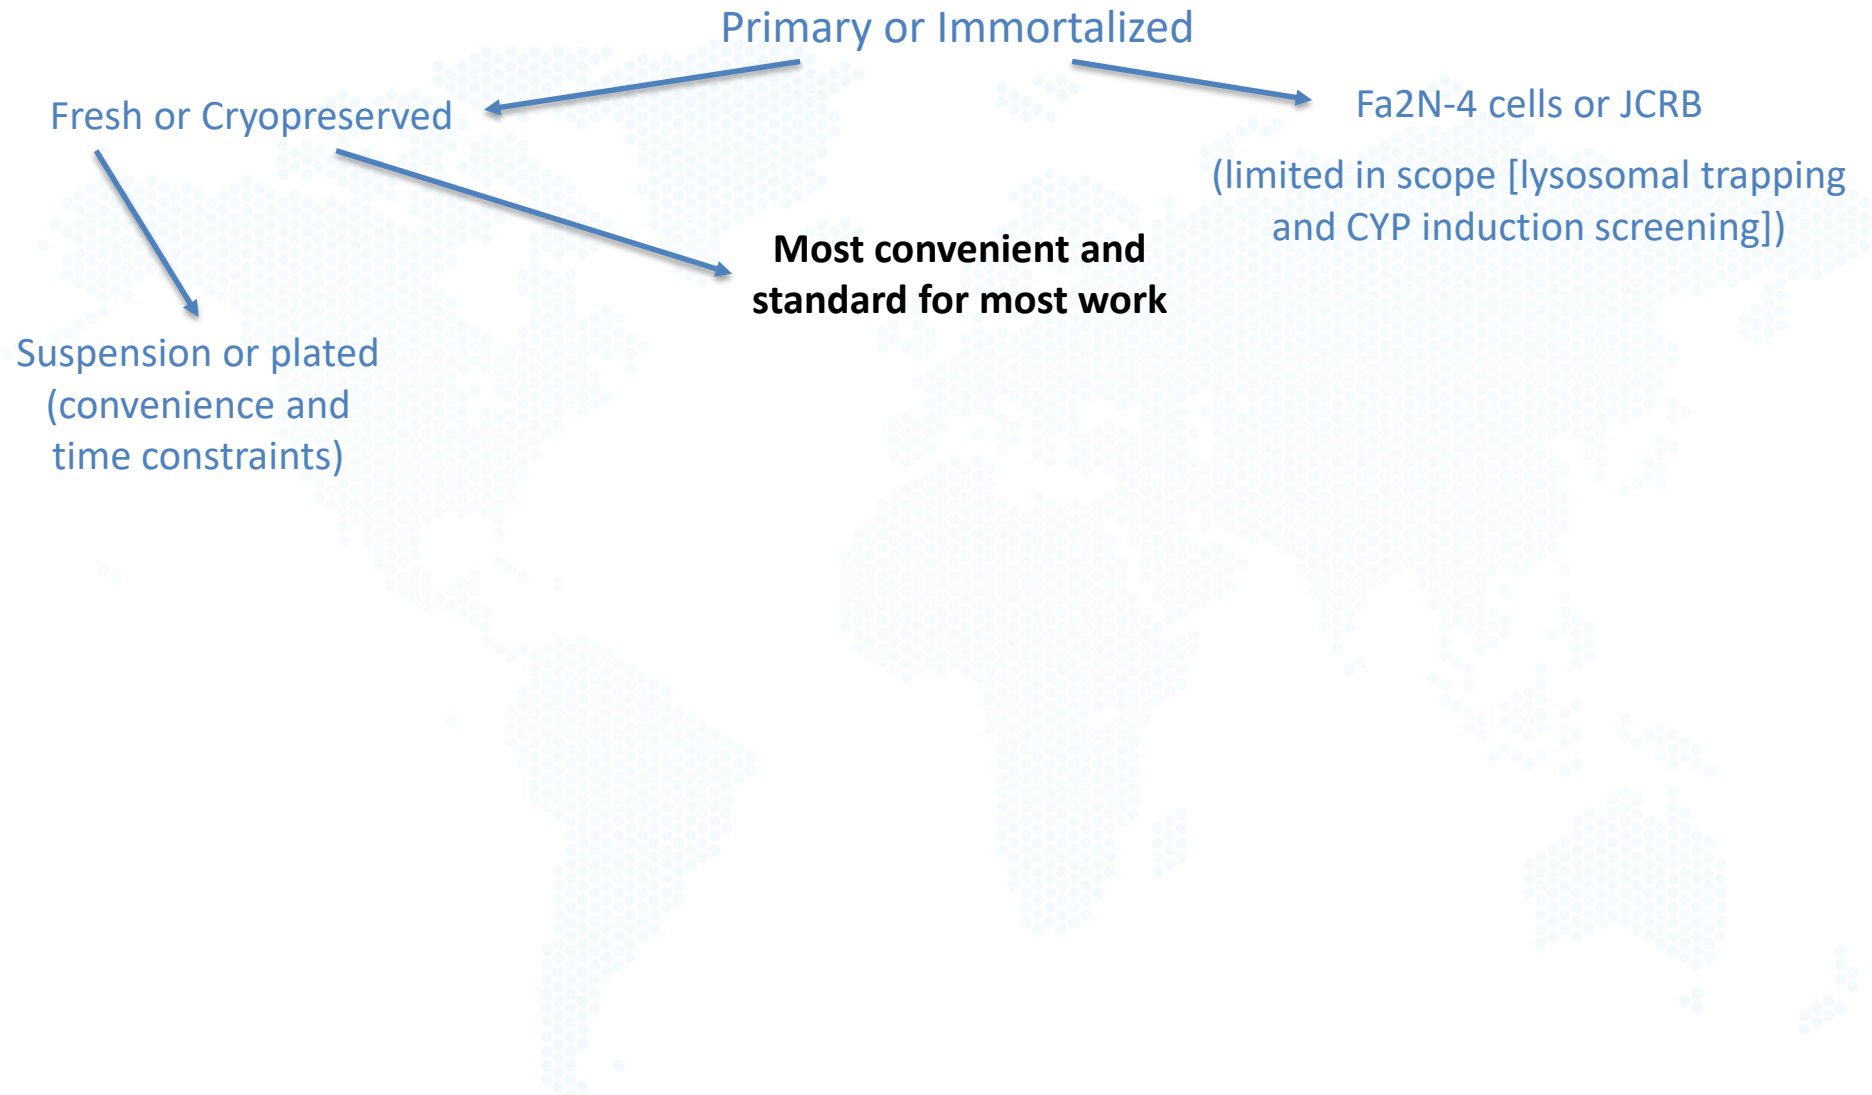 Primary or Immortalized
Fresh or Cryopreserved
Fa2N-4 cells or JCRB
(limited in scope [lysosomal trapping
and CYP induction screening])
Most convenient and
standard for most work
Suspension or plated
(convenience and
time constraints)